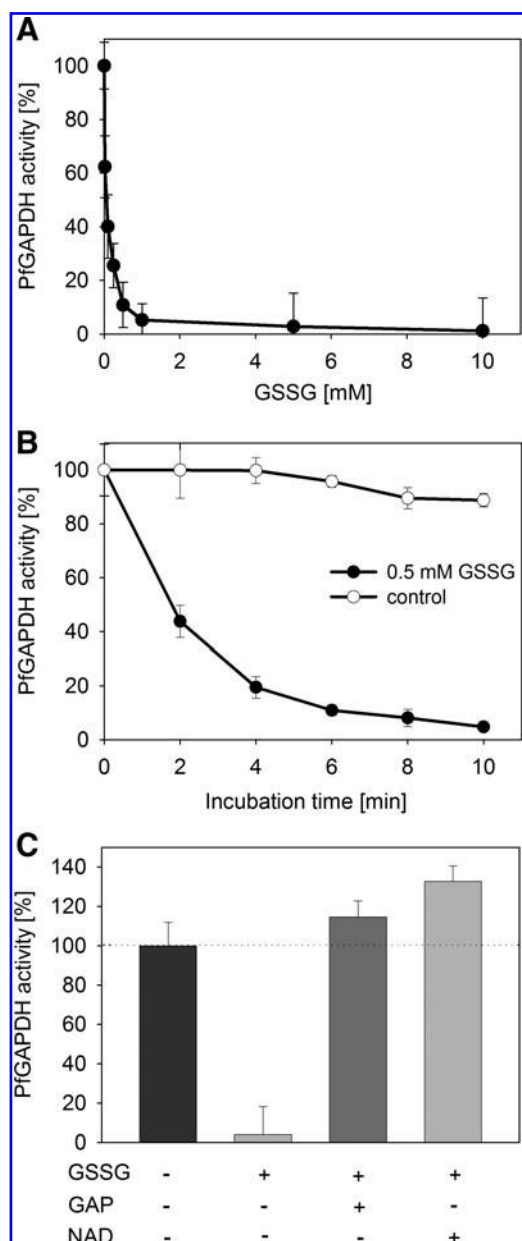 A
PfGAPDH activity [%]
100
80
60
40
20
0
0 2 4 6 8 10
GSSG [mM]
B
PfGAPDH activity [%]
100
80
60
40
20
0
0.5 mM GSSG
control
0 2 4 6 8 10
Incubation time [min]
C
PfGAPDH activity [%]
140
120
100
80
60
40
20
0
GSSG - + + +
GAP - - + -
NAD - - - +